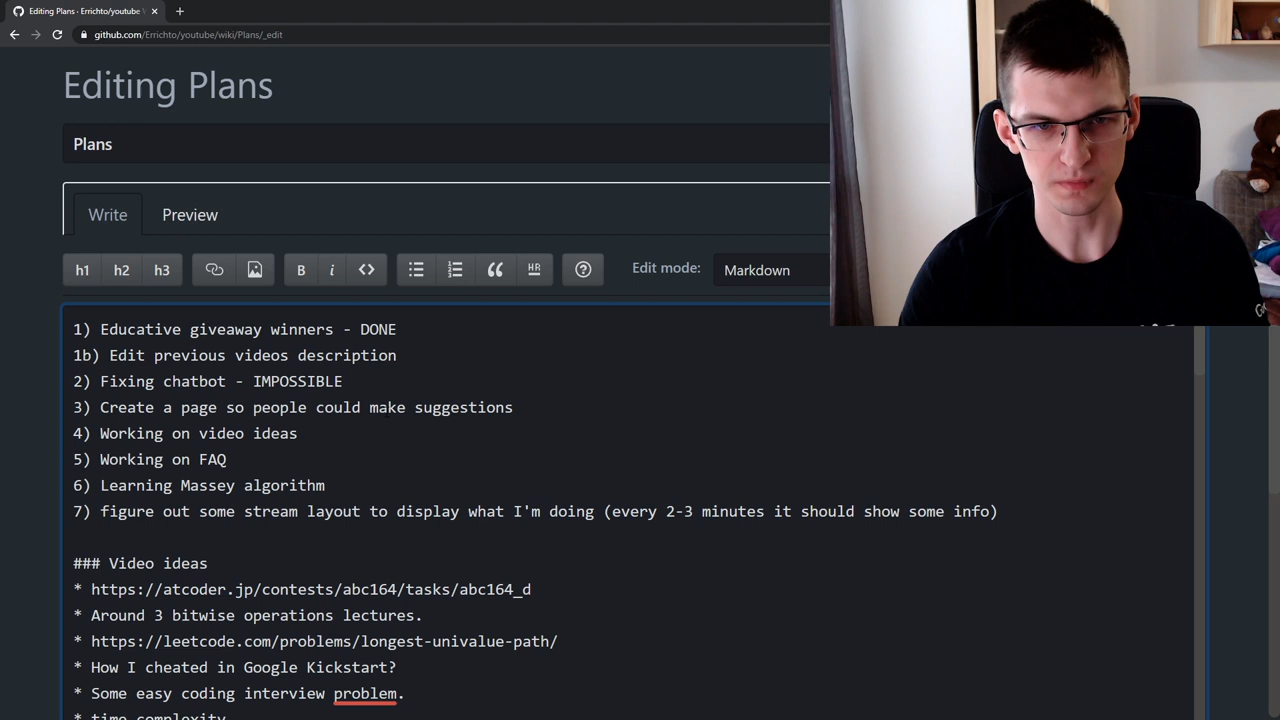 Editing Plans · Errichto/youtube
github.com/Errichto/youtube/wiki/Plans/_edit
Editing Plans
Plans
Write
Preview
h1 h2 h3 B i <> HR ? Edit mode: Markdown
1) Educative giveaway winners - DONE
1b) Edit previous videos description
2) Fixing chatbot - IMPOSSIBLE
3) Create a page so people could make suggestions
4) Working on video ideas
5) Working on FAQ
6) Learning Massey algorithm
7) figure out some stream layout to display what I'm doing (every 2-3 minutes it should show some info)
### Video ideas
* https://atcoder.jp/contests/abc164/tasks/abc164_d
* Around 3 bitwise operations lectures.
* https://leetcode.com/problems/longest-univalue-path/
* How I cheated in Google Kickstart?
* Some easy coding interview problem.
* time complexity